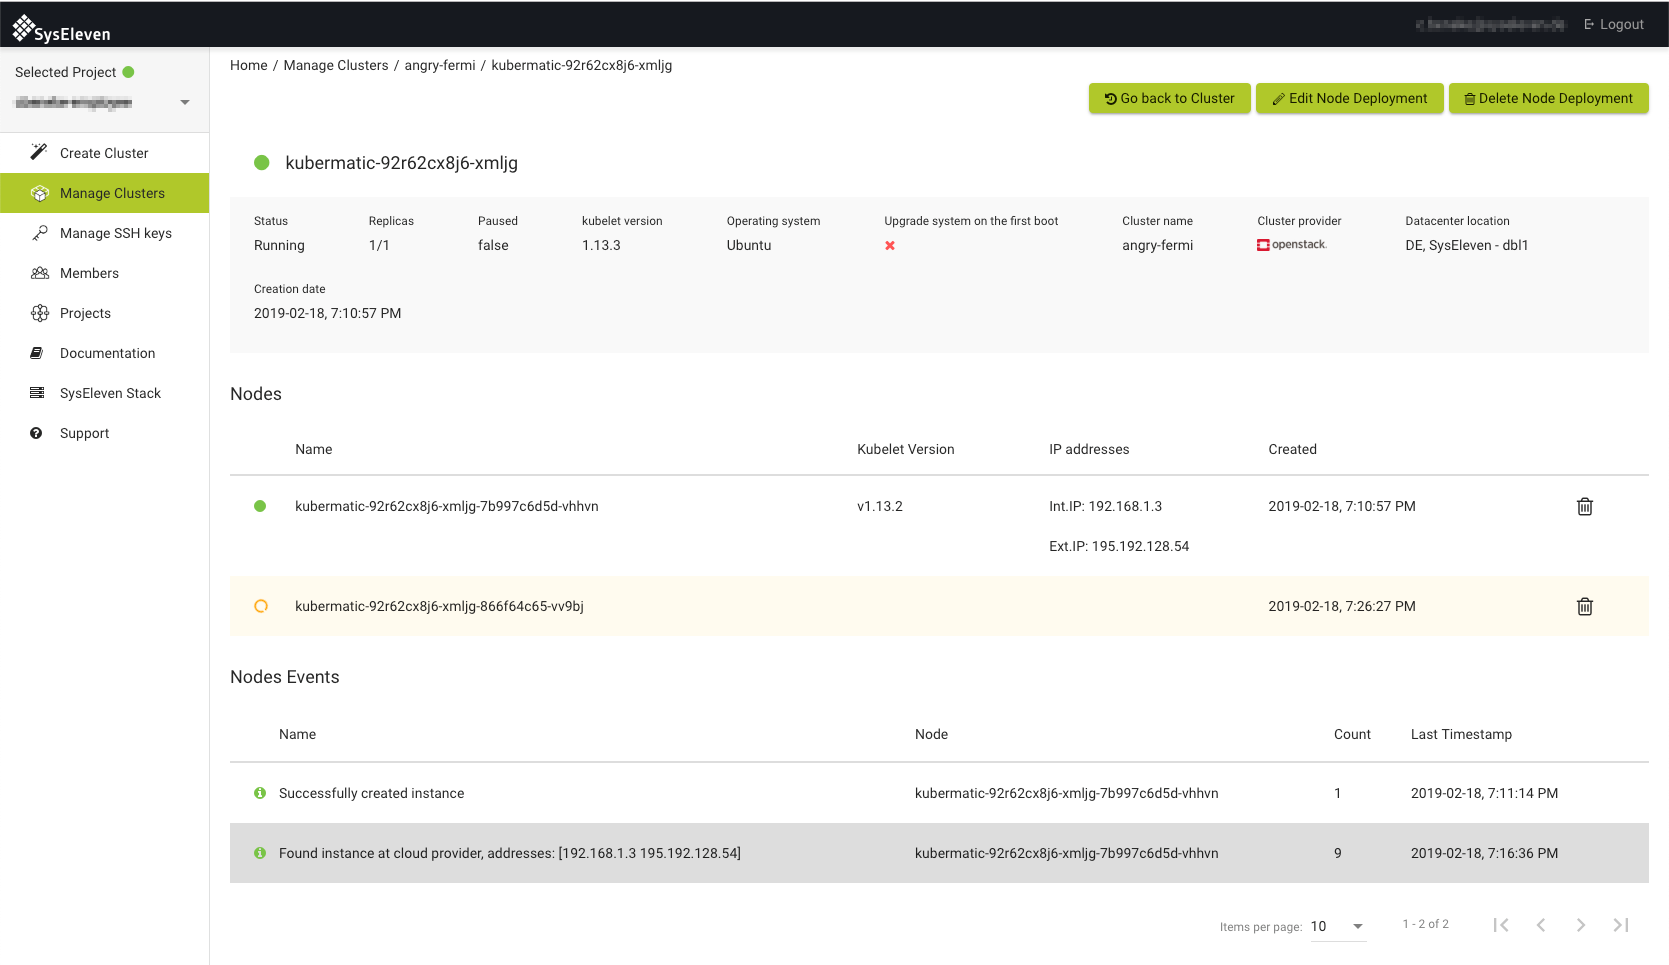 SysEleven
Logout
Selected Project
Create Cluster
Manage Clusters
Manage SSH keys
Members
Projects
Documentation
SysEleven Stack
Support
Home / Manage Clusters / angry-fermi / kubermatic-92r62cx8j6-xmljg
Go back to Cluster Edit Node Deployment Delete Node Deployment
kubermatic-92r62cx8j6-xmljg
Status Replicas Paused kubelet version Operating system Upgrade system on the first boot Cluster name Cluster provider Datacenter location
Running 1/1 false 1.13.3 Ubuntu angry-fermi openstack. DE, SysEleven - dbl1
Creation date
2019-02-18, 7:10:57 PM
Nodes
Name Kubelet Version IP addresses Created
kubermatic-92r62cx8j6-xmljg-7b997c6d5d-vhhvn v1.13.2 Int.IP: 192.168.1.3 2019-02-18, 7:10:57 PM
Ext.IP: 195.192.128.54
kubermatic-92r62cx8j6-xmljg-866f64c65-vv9bj 2019-02-18, 7:26:27 PM
Nodes Events
Name Node Count Last Timestamp
Successfully created instance kubermatic-92r62cx8j6-xmljg-7b997c6d5d-vhhvn 1 2019-02-18, 7:11:14 PM
Found instance at cloud provider, addresses: [192.168.1.3 195.192.128.54] kubermatic-92r62cx8j6-xmljg-7b997c6d5d-vhhvn 9 2019-02-18, 7:16:36 PM
Items per page: 10 1 - 2 of 2